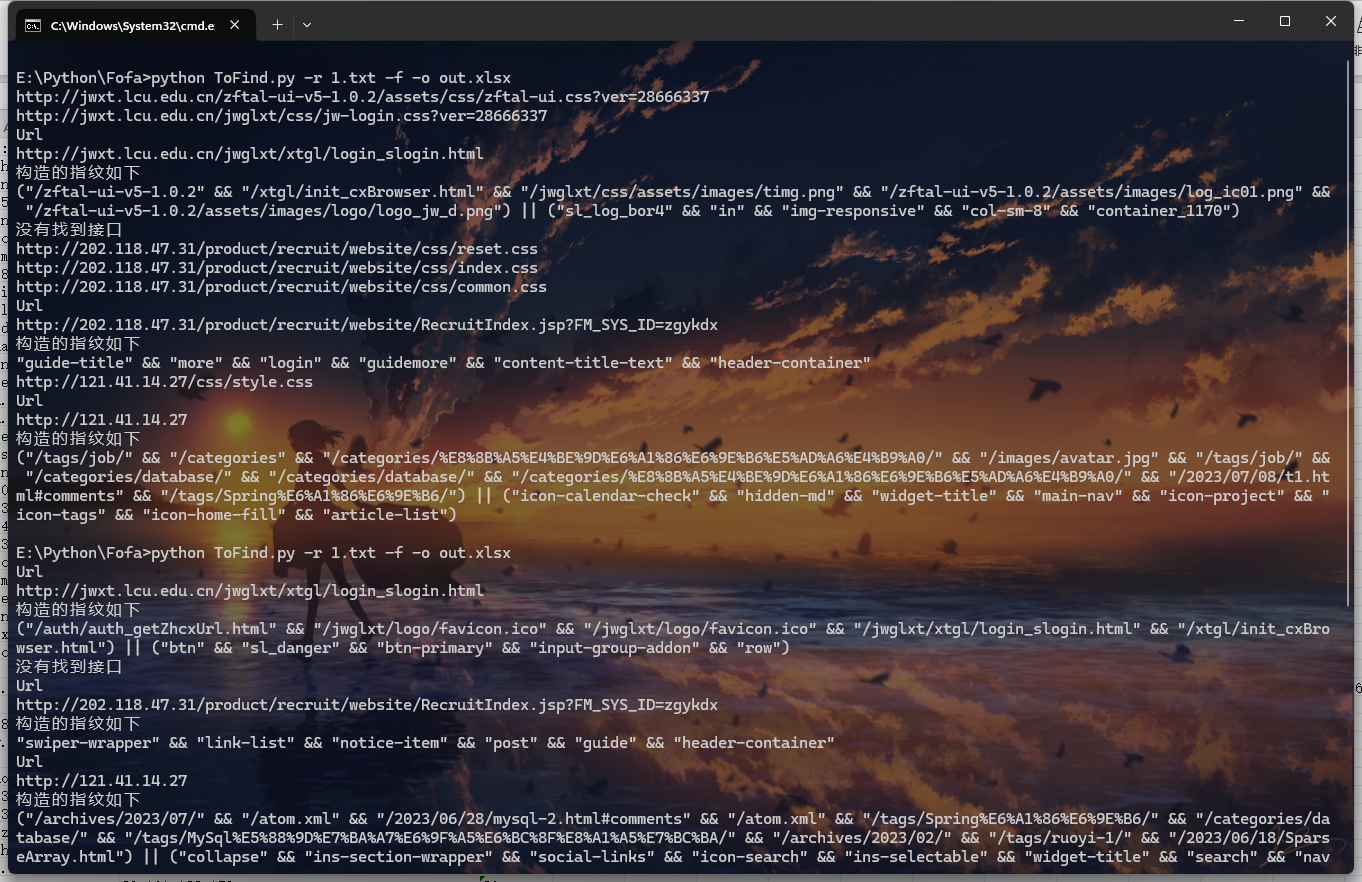 C:\Windows\System32\cmd.e
E:\Python\Fofa>python ToFind.py -r 1.txt -f -o out.xlsx
http://jwxt.lcu.edu.cn/zftal-ui-v5-1.0.2/assets/css/zftal-ui.css?ver=28666337
http://jwxt.lcu.edu.cn/jwglxt/css/jw-login.css?ver=28666337
Url
http://jwxt.lcu.edu.cn/jwglxt/xtgl/login_slogin.html
构造的指纹如下
("/zftal-ui-v5-1.0.2" && "/xtgl/init_cxBrowser.html" && "/jwglxt/css/assets/images/timg.png" && "/zftal-ui-v5-1.0.2/assets/images/log_ic01.png" &&
"/zftal-ui-v5-1.0.2/assets/images/logo/logo_jw_d.png") || ("sl_log_bor4" && "in" && "img-responsive" && "col-sm-8" && "container_1170")
没有找到接口
http://202.118.47.31/product/recruit/website/css/reset.css
http://202.118.47.31/product/recruit/website/css/index.css
http://202.118.47.31/product/recruit/website/css/common.css
Url
http://202.118.47.31/product/recruit/website/RecruitIndex.jsp?FM_SYS_ID=zgykdx
构造的指纹如下
"guide-title" && "more" && "login" && "guidemore" && "content-title-text" && "header-container"
http://121.41.14.27/css/style.css
Url
http://121.41.14.27
构造的指纹如下
("/tags/job/" && "/categories" && "/categories/%E8%8B%A5%E4%BE%9D%E6%A1%86%E6%9E%B6%E5%AD%A6%E4%B9%A0/" && "/images/avatar.jpg" && "/tags/job/" &&
"/categories/database/" && "/categories/database/" && "/categories/%E8%8B%A5%E4%BE%9D%E6%A1%86%E6%9E%B6%E5%AD%A6%E4%B9%A0/" && "/2023/07/08/t1.ht
ml#comments" && "/tags/Spring%E6%A1%86%E6%9E%B6/") || ("icon-calendar-check" && "hidden-md" && "widget-title" && "main-nav" && "icon-project" && "
icon-tags" && "icon-home-fill" && "article-list")
E:\Python\Fofa>python ToFind.py -r 1.txt -f -o out.xlsx
Url
http://jwxt.lcu.edu.cn/jwglxt/xtgl/login_slogin.html
构造的指纹如下
("/auth/auth_getZhcxUrl.html" && "/jwglxt/logo/favicon.ico" && "/jwglxt/logo/favicon.ico" && "/jwglxt/xtgl/login_slogin.html" && "/xtgl/init_cxBro
wser.html") || ("btn" && "sl_danger" && "btn-primary" && "input-group-addon" && "row")
没有找到接口
Url
http://202.118.47.31/product/recruit/website/RecruitIndex.jsp?FM_SYS_ID=zgykdx
构造的指纹如下
"swiper-wrapper" && "link-list" && "notice-item" && "post" && "guide" && "header-container"
Url
http://121.41.14.27
构造的指纹如下
("/archives/2023/07/" && "/atom.xml" && "/2023/06/28/mysql-2.html#comments" && "/atom.xml" && "/tags/Spring%E6%A1%86%E6%9E%B6/" && "/categories/da
tabase/" && "/tags/MySql%E5%88%9D%E7%BA%A7%E6%9F%A5%E6%BC%8F%E8%A1%A5%E7%BC%BA/" && "/archives/2023/02/" && "/tags/ruoyi-1/" && "/2023/06/18/Spars
eArray.html") || ("collapse" && "ins-section-wrapper" && "social-links" && "icon-search" && "ins-selectable" && "widget-title" && "search" && "nav